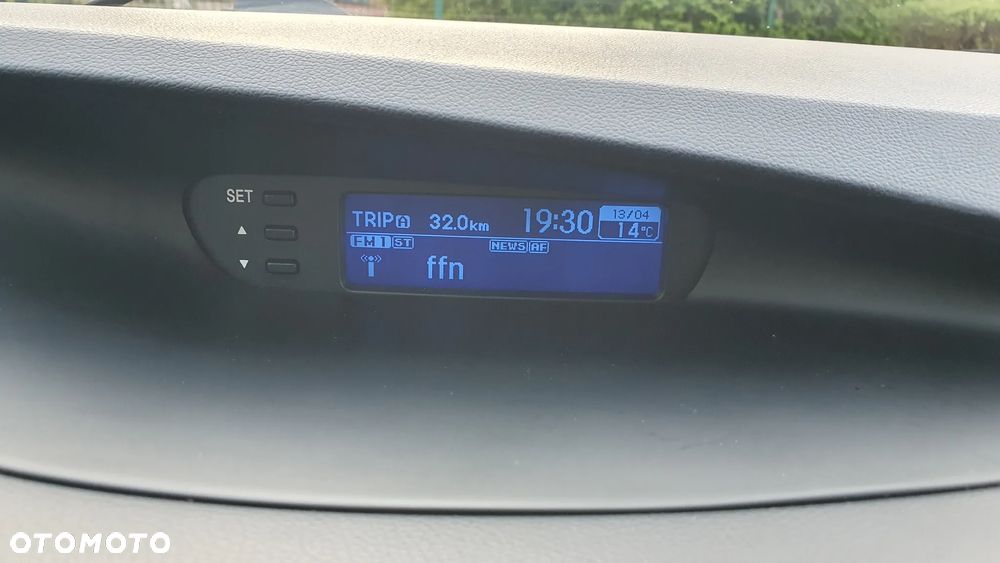 SET
▲
▼
TRIP A 32.0km 19:30 13/04
14°C
FM 1 ST NEWS AF
ffn
OTOMOTO